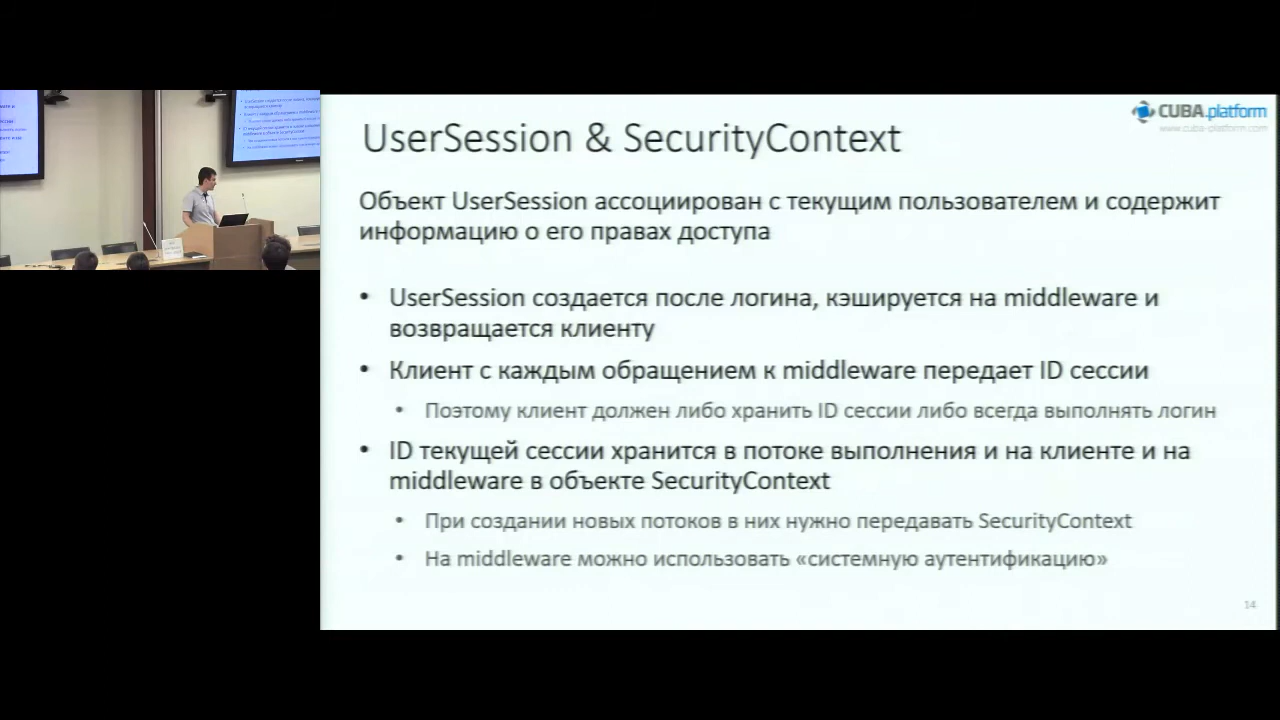 CUBA.platform
www.cuba-platform.com
UserSession & SecurityContext
Объект UserSession ассоциирован с текущим пользователем и содержит
информацию о его правах доступа
• UserSession создается после логина, кэшируется на middleware и
возвращается клиенту
• Клиент с каждым обращением к middleware передает ID сессии
• Поэтому клиент должен либо хранить ID сессии либо всегда выполнять логин
• ID текущей сессии хранится в потоке выполнения и на клиенте и на
middleware в объекте SecurityContext
• При создании новых потоков в них нужно передавать SecurityContext
• На middleware можно использовать «системную аутентификацию»
14